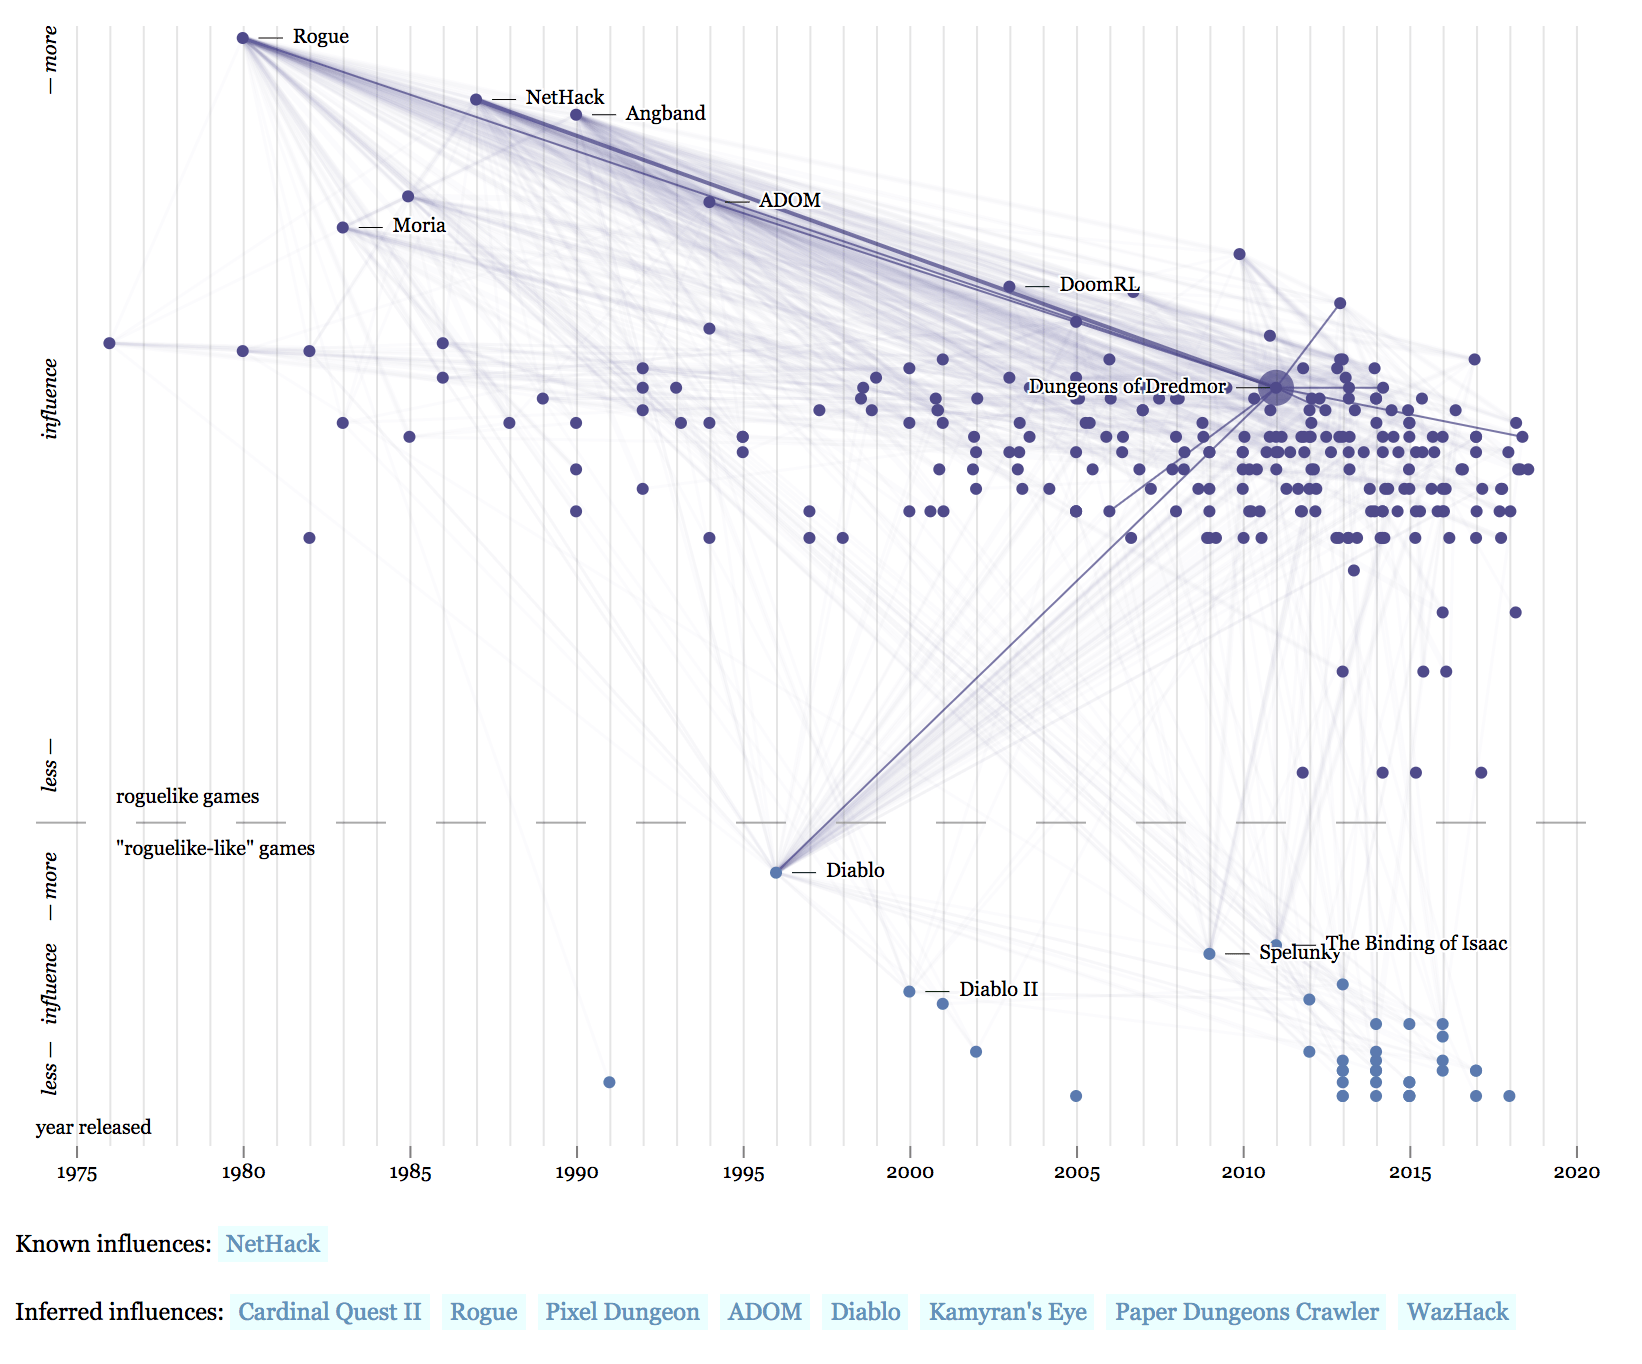 — more
Rogue
NetHack
Angband
ADOM
Moria
DoomRL
influence
Dungeons of Dredmor
less —
roguelike games
"roguelike-like" games
— more
Diablo
influence
The Binding of Isaac
Spelunky
Diablo II
less —
year released
1975 1980 1985 1990 1995 2000 2005 2010 2015 2020
Known influences: NetHack
Inferred influences: Cardinal Quest II Rogue Pixel Dungeon ADOM Diablo Kamyran's Eye Paper Dungeons Crawler WazHack